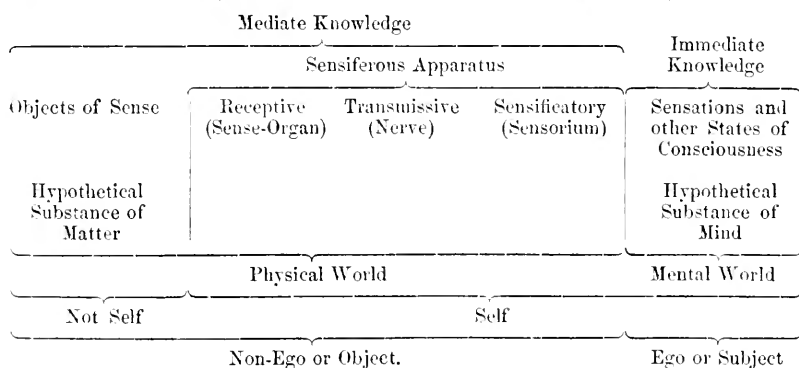 Mediate Knowledge
Immediate
Knowledge
Sensiferous Apparatus
Objects of Sense Receptive Transmissive Sensificatory Sensations and
(Sense-Organ) (Nerve) (Sensorium) other States of
Consciousness
Hypothetical Hypothetical
Substance of Substance of
Matter Mind
Physical World Mental World
Not Self Self
Non-Ego or Object. Ego or Subject